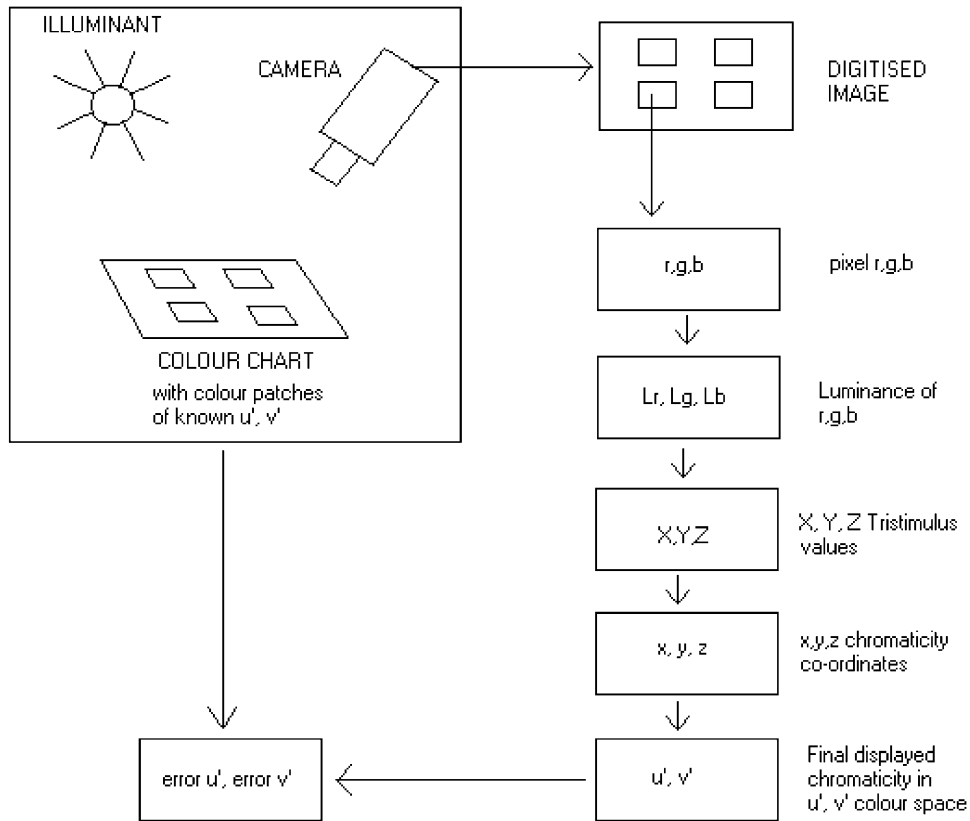 ILLUMINANT
CAMERA
DIGITISED
IMAGE
r,g,b
pixel r,g,b
COLOUR CHART
with colour patches
of known u', v'
Lr, Lg, Lb
Luminance of
r,g,b
X,Y,Z
X, Y, Z Tristimulus
values
x, y, z
x,y,z chromaticity
co-ordinates
error u', error v'
u', v'
Final displayed
chromaticity in
u', v' colour space